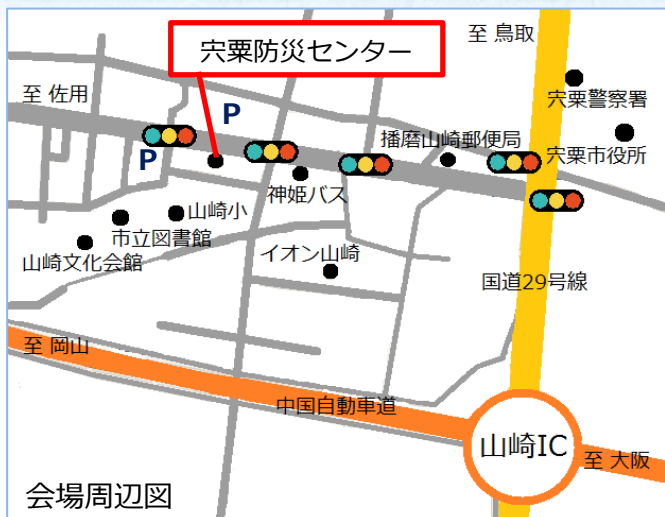 至 鳥取
宍粟防災センター
至 佐用
P
宍粟警察署
P
播磨山崎郵便局
宍粟市役所
神姫バス
山崎小
市立図書館
山崎文化会館
イオン山崎
国道29号線
至 岡山
中国自動車道
山崎IC
至 大阪
会場周辺図